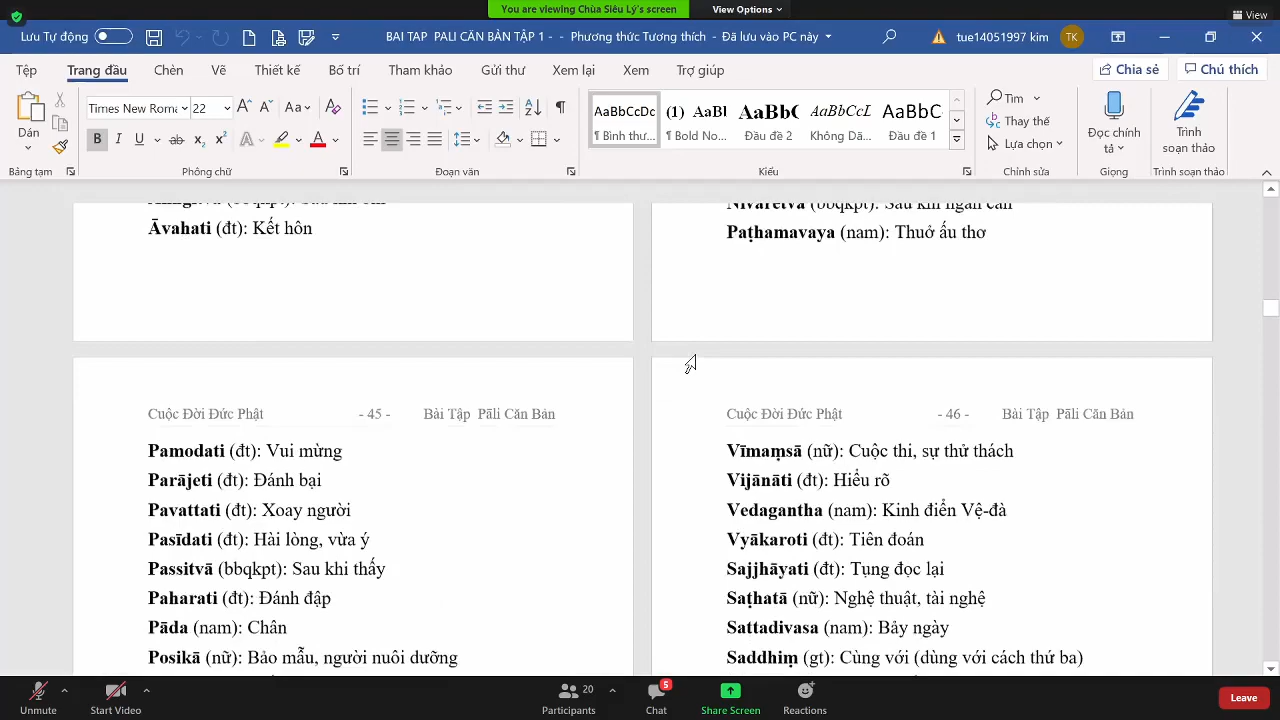 You are viewing Chùa Siêu Lý's screen
View Options
View
Lưu Tự động
BAI TAP PALI CĂN BẢN TẬP 1 - - Phương thức Tương thích - Đã lưu vào PC này
tue14051997 kim
TK
Tệp
Trang đầu
Chèn
Vẽ
Thiết kế
Bố trí
Tham khảo
Gửi thư
Xem lại
Xem
Trợ giúp
Chia sẻ
Chú thích
Dán
Times New Roma
22
AaBbCcDc
(1) AaBl
AaBb(
AaBbCcL
AaBbC
¶ Bình thư...
¶ Bold No...
Đầu đề 2
Không Dã...
Đầu đề 1
Tìm
Thay thế
Lựa chọn
Đọc chính tả
Trình soạn thảo
Bảng tạm
Phông chữ
Đoạn văn
Kiểu
Chỉnh sửa
Giọng
Trình soạn thảo
Āvahati (đt): Kết hôn
Nivāretvā (bbqkpt): Sau khi ngăn cản
Paṭhamavaya (nam): Thuở ấu thơ
Cuộc Đời Đức Phật - 45 - Bài Tập Pāli Căn Bản
Pamodati (đt): Vui mừng
Parājeti (đt): Đánh bại
Pavattati (đt): Xoay người
Pasīdati (đt): Hài lòng, vừa ý
Passitvā (bbqkpt): Sau khi thấy
Paharati (đt): Đánh đập
Pāda (nam): Chân
Posikā (nữ): Bảo mẫu, người nuôi dưỡng
Cuộc Đời Đức Phật - 46 - Bài Tập Pāli Căn Bản
Vīmaṃsā (nữ): Cuộc thi, sự thử thách
Vijānāti (đt): Hiểu rõ
Vedagantha (nam): Kinh điển Vệ-đà
Vyākaroti (đt): Tiên đoán
Sajjhāyati (đt): Tụng đọc lại
Saṭhatā (nữ): Nghệ thuật, tài nghệ
Sattadivasa (nam): Bảy ngày
Saddhiṃ (gt): Cùng với (dùng với cách thứ ba)
Unmute
Start Video
Participants
20
Chat
5
Share Screen
Reactions
Leave